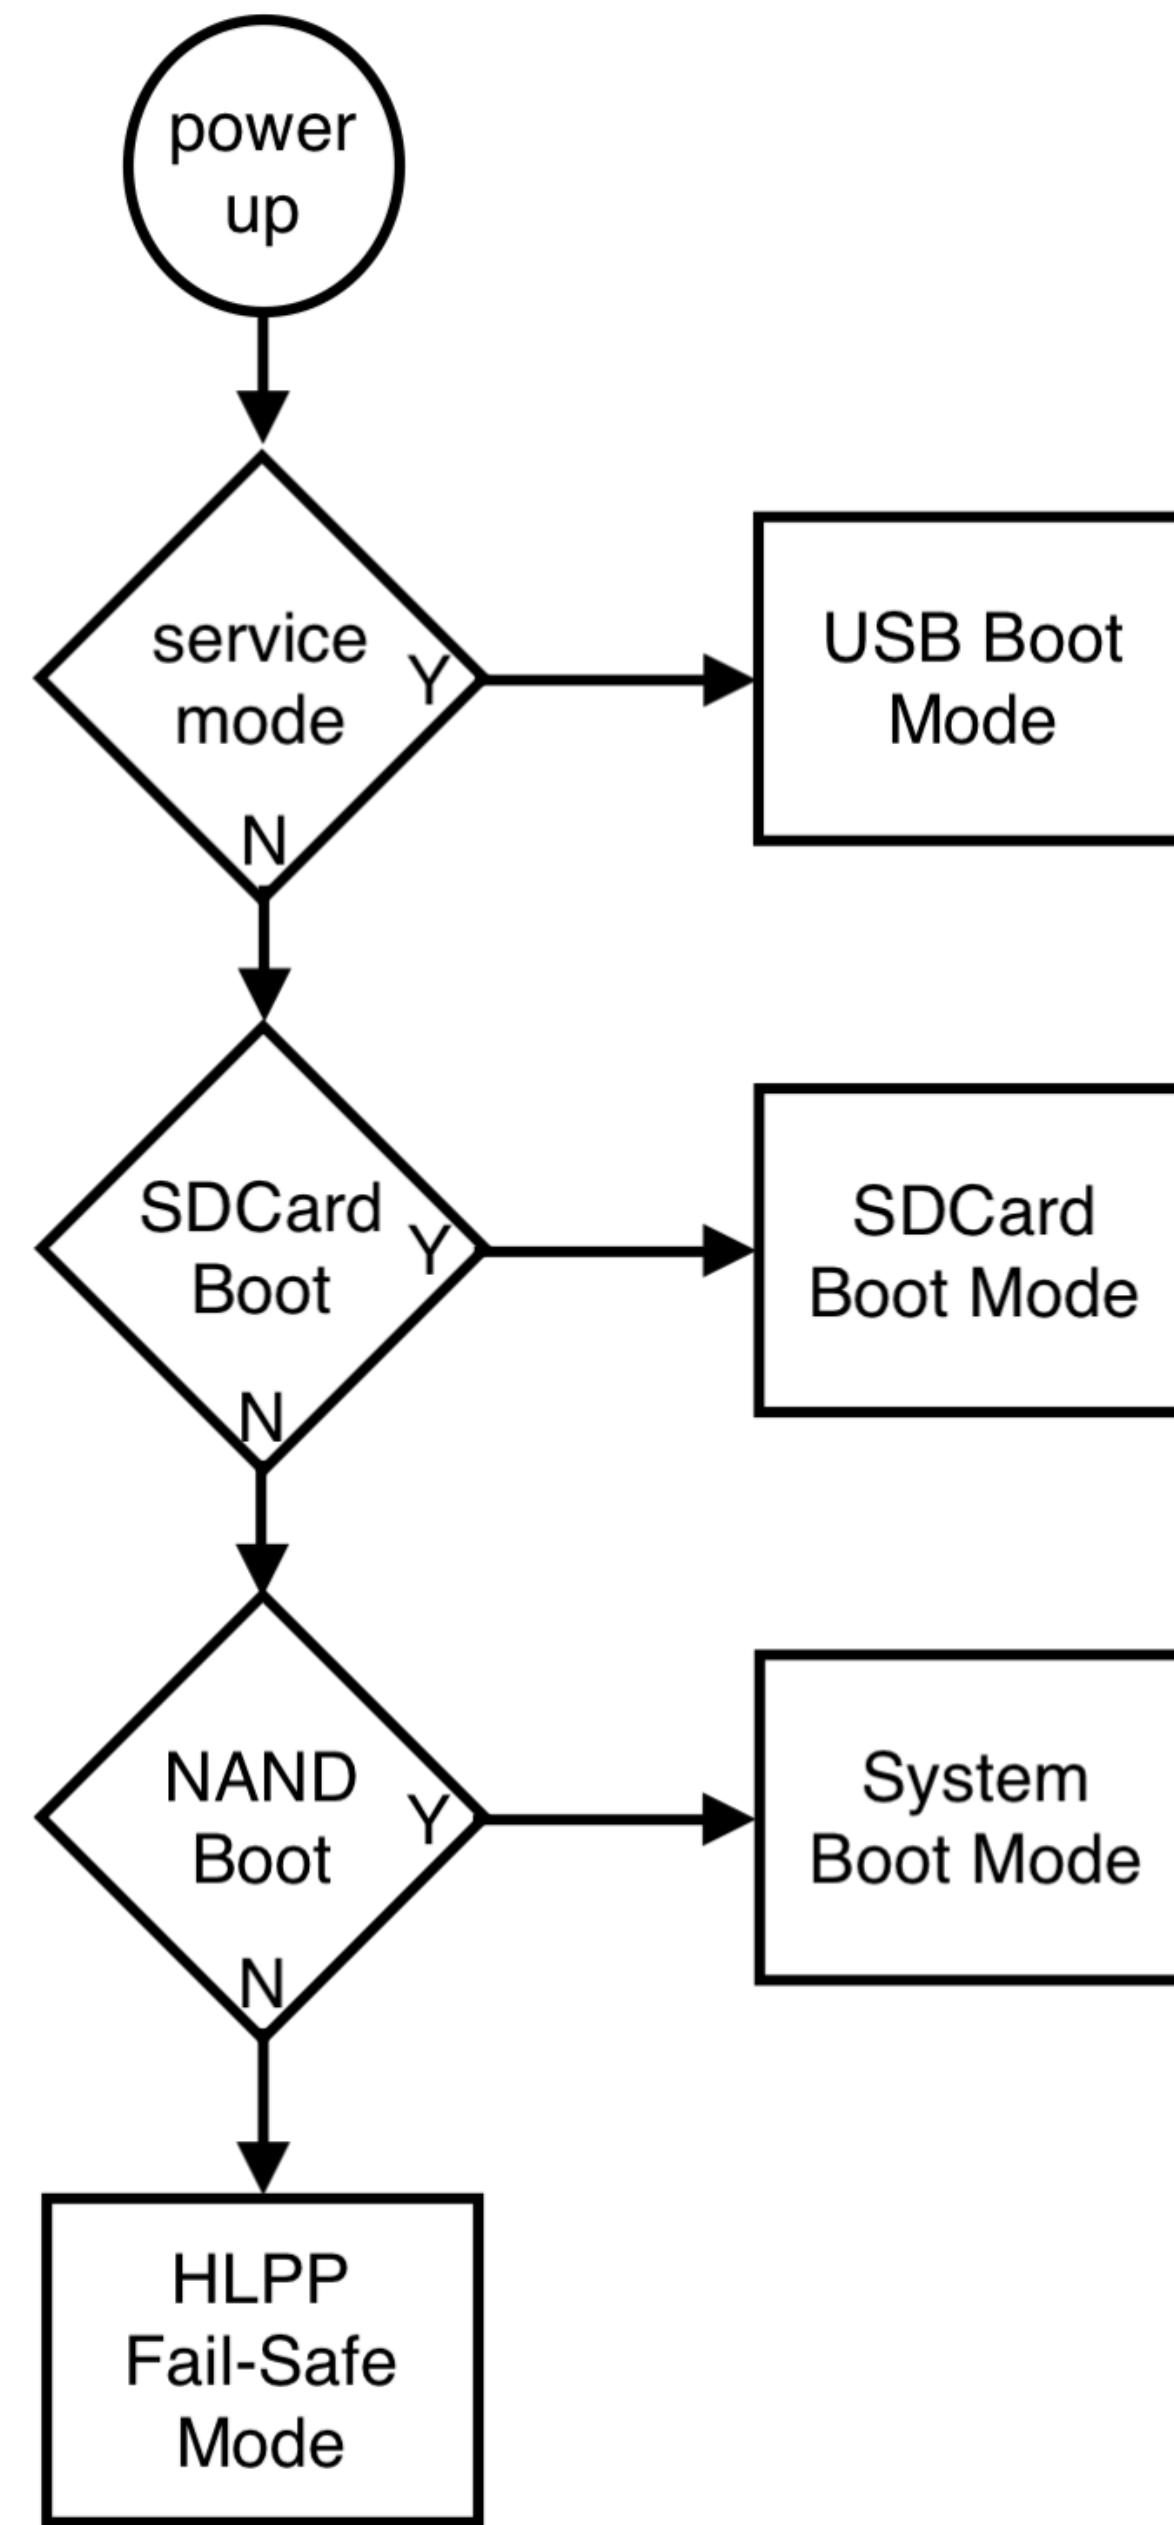 power
up
service
mode
Y
N
USB Boot
Mode
SDCard
Boot
Y
N
SDCard
Boot Mode
NAND
Boot
Y
N
System
Boot Mode
HLPP
Fail-Safe
Mode